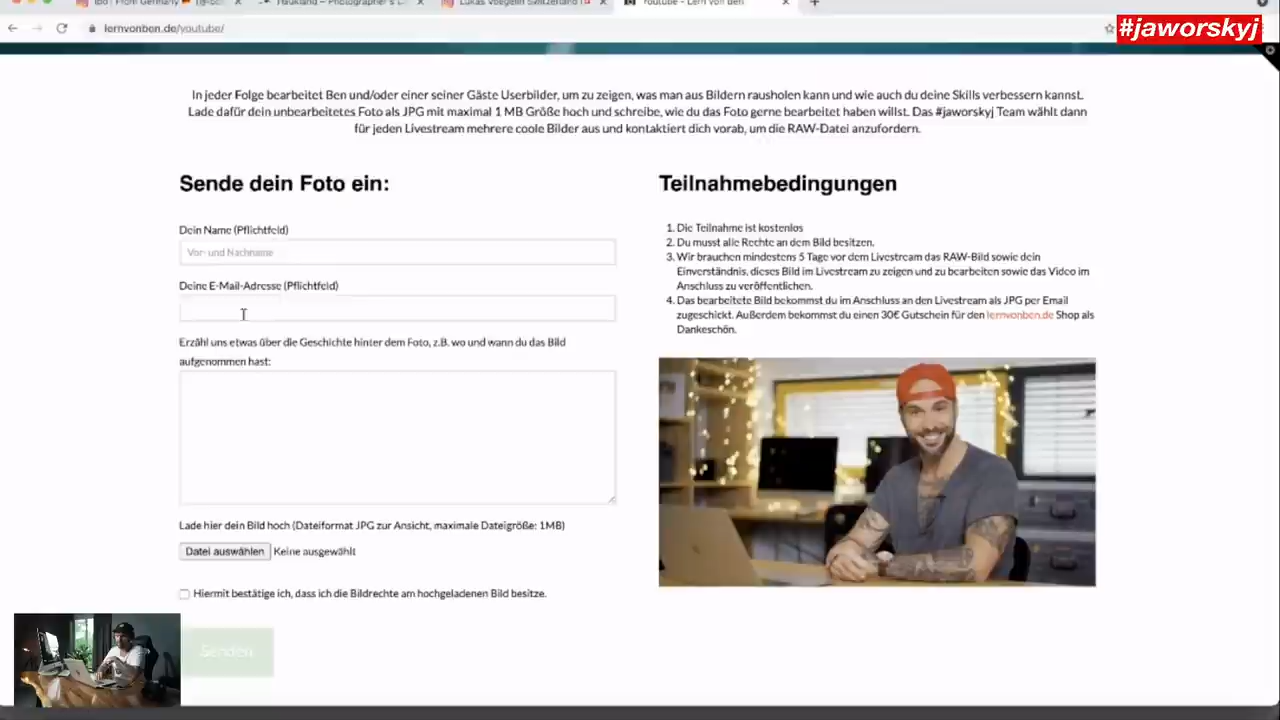 #jaworskyj
lernvonben.de/youtube/
In jeder Folge bearbeitet Ben und/oder einer seiner Gäste Userbilder, um zu zeigen, was man aus Bildern rausholen kann und wie auch du deine Skills verbessern kannst.
Lade dafür dein unbearbeitetes Foto als JPG mit maximal 1 MB Größe hoch und schreibe, wie du das Foto gerne bearbeitet haben willst. Das #jaworskyj Team wählt dann
für jeden Livestream mehrere coole Bilder aus und kontaktiert dich vorab, um die RAW-Datei anzufordern.
Sende dein Foto ein:
Dein Name (Pflichtfeld)
Vor- und Nachname
Deine E-Mail-Adresse (Pflichtfeld)
Erzähl uns etwas über die Geschichte hinter dem Foto, z.B. wo und wann du das Bild
aufgenommen hast:
Lade hier dein Bild hoch (Dateiformat JPG zur Ansicht, maximale Dateigröße: 1MB)
Datei auswählen Keine ausgewählt
Hiermit bestätige ich, dass ich die Bildrechte am hochgeladenen Bild besitze.
Senden
Teilnahmebedingungen
1. Die Teilnahme ist kostenlos
2. Du musst alle Rechte an dem Bild besitzen.
3. Wir brauchen mindestens 5 Tage vor dem Livestream das RAW-Bild sowie dein
Einverständnis, dieses Bild im Livestream zu zeigen und zu bearbeiten sowie das Video im
Anschluss zu veröffentlichen.
4. Das bearbeitete Bild bekommst du im Anschluss an den Livestream als JPG per Email
zugeschickt. Außerdem bekommst du einen 30€ Gutschein für den lernvonben.de Shop als
Dankeschön.